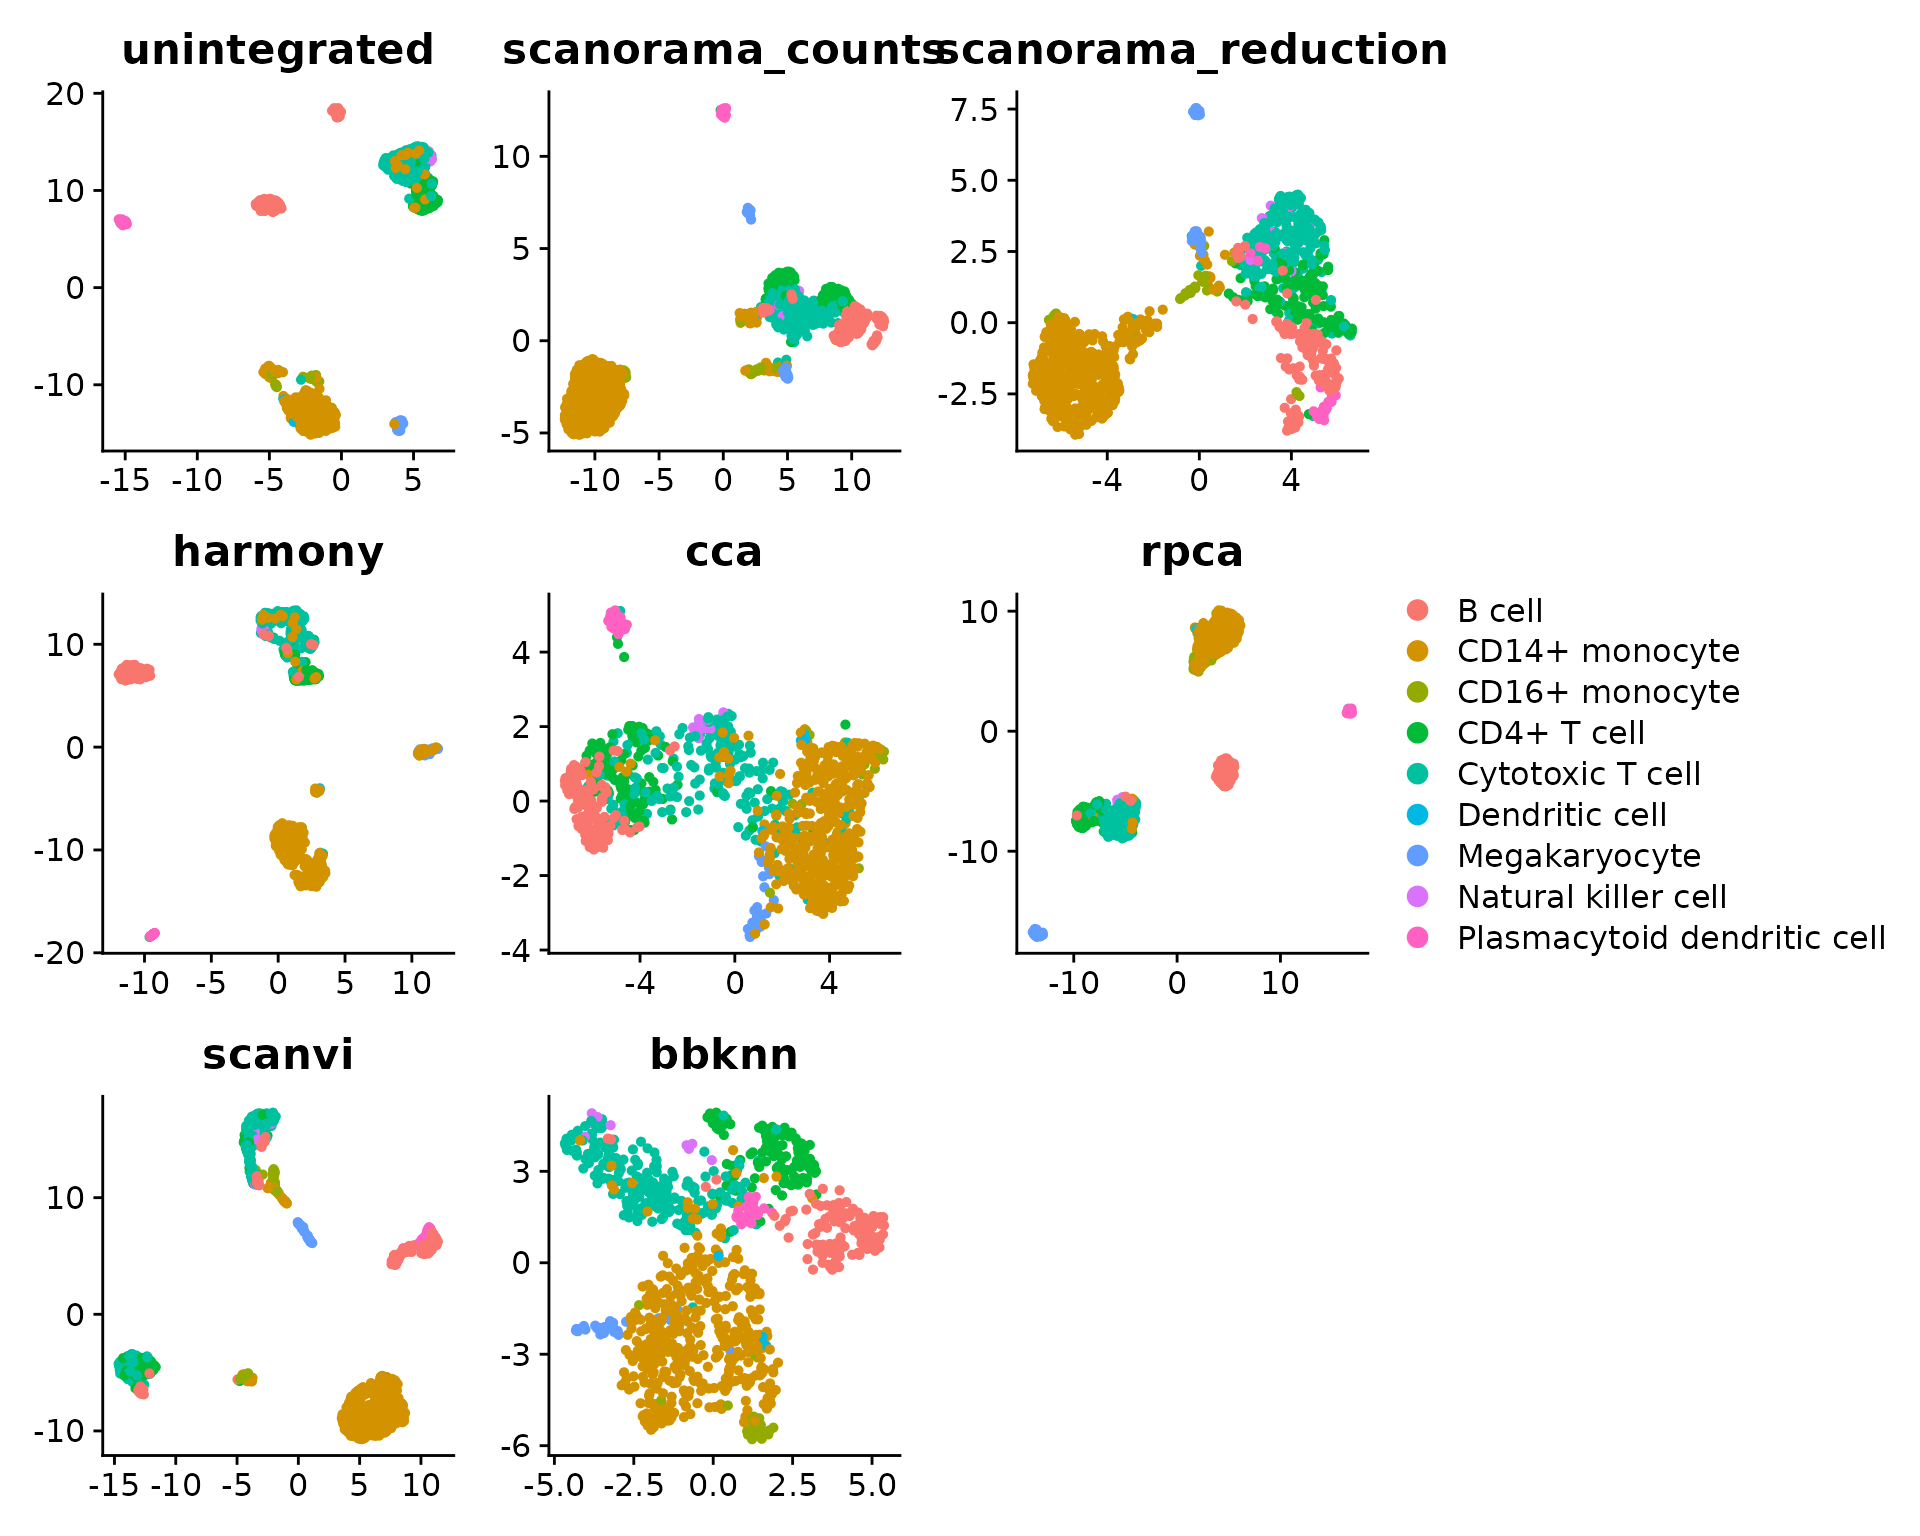 unintegrated
scanorama_counts
scanorama_reduction
20
10
0
-10
-15 -10 -5 0 5
10
5
0
-5
-10 -5 0 5 10
7.5
5.0
2.5
0.0
-2.5
-4 0 4
harmony
cca
rpca
10
0
-10
-20
-10 -5 0 5 10
4
2
0
-2
-4
-4 0 4
10
0
-10
-10 0 10
B cell
CD14+ monocyte
CD16+ monocyte
CD4+ T cell
Cytotoxic T cell
Dendritic cell
Megakaryocyte
Natural killer cell
Plasmacytoid dendritic cell
scanvi
bbknn
10
0
-10
-15 -10 -5 0 5 10
3
0
-3
-6
-5.0 -2.5 0.0 2.5 5.0